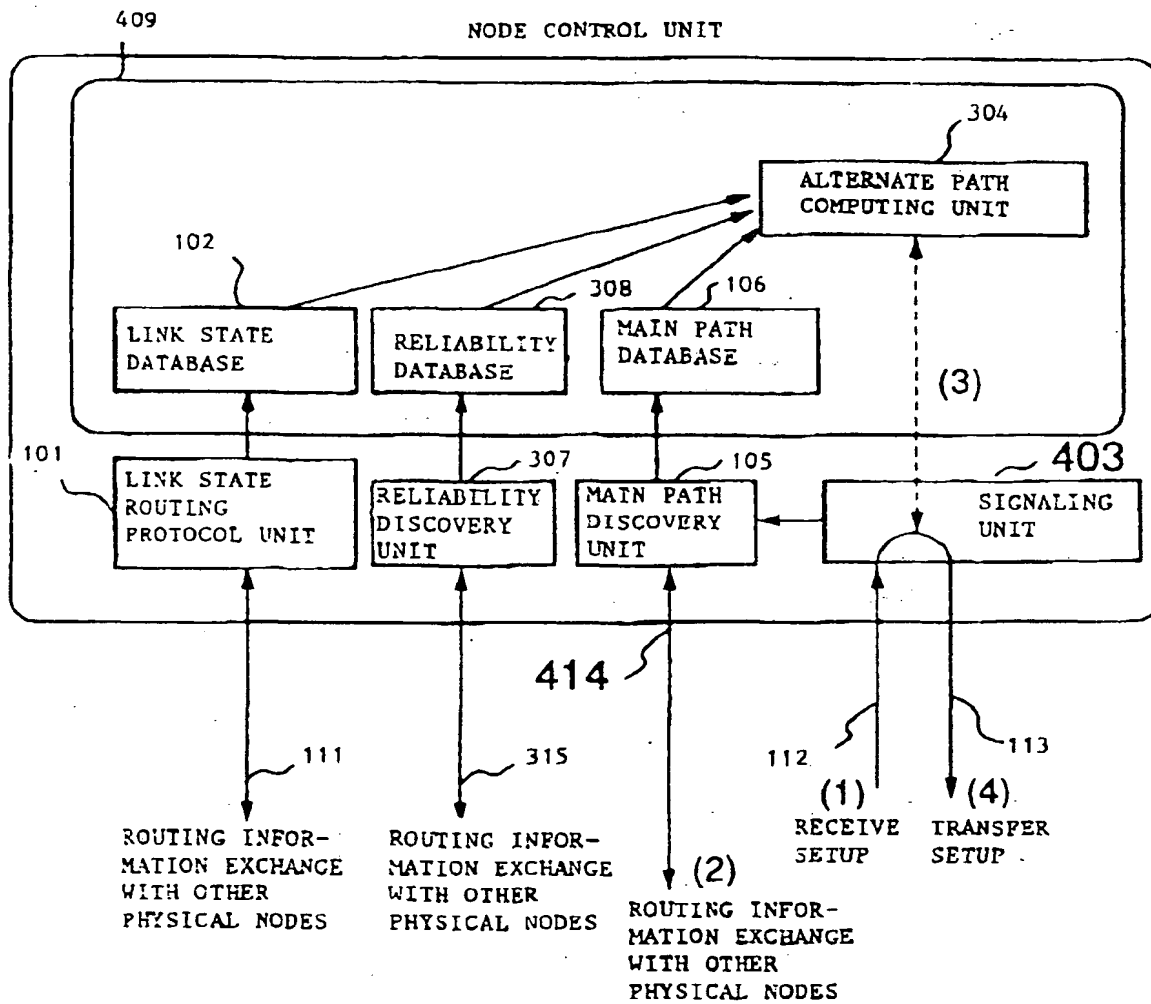 409
NODE CONTROL UNIT
304
ALTERNATE PATH
COMPUTING UNIT
102
308
106
LINK STATE
DATABASE
RELIABILITY
DATABASE
MAIN PATH
DATABASE
(3)
101
307
105
403
LINK STATE
ROUTING
PROTOCOL UNIT
RELIABILITY
DISCOVERY
UNIT
MAIN PATH
DISCOVERY
UNIT
SIGNALING
UNIT
414
111
315
112
113
(1)
RECEIVE
SETUP
(4)
TRANSFER
SETUP
ROUTING INFOR-
MATION EXCHANGE
WITH OTHER
PHYSICAL NODES
ROUTING INFOR-
MATION EXCHANGE
WITH OTHER
PHYSICAL NODES
(2)
ROUTING INFOR-
MATION EXCHANGE
WITH OTHER
PHYSICAL NODES